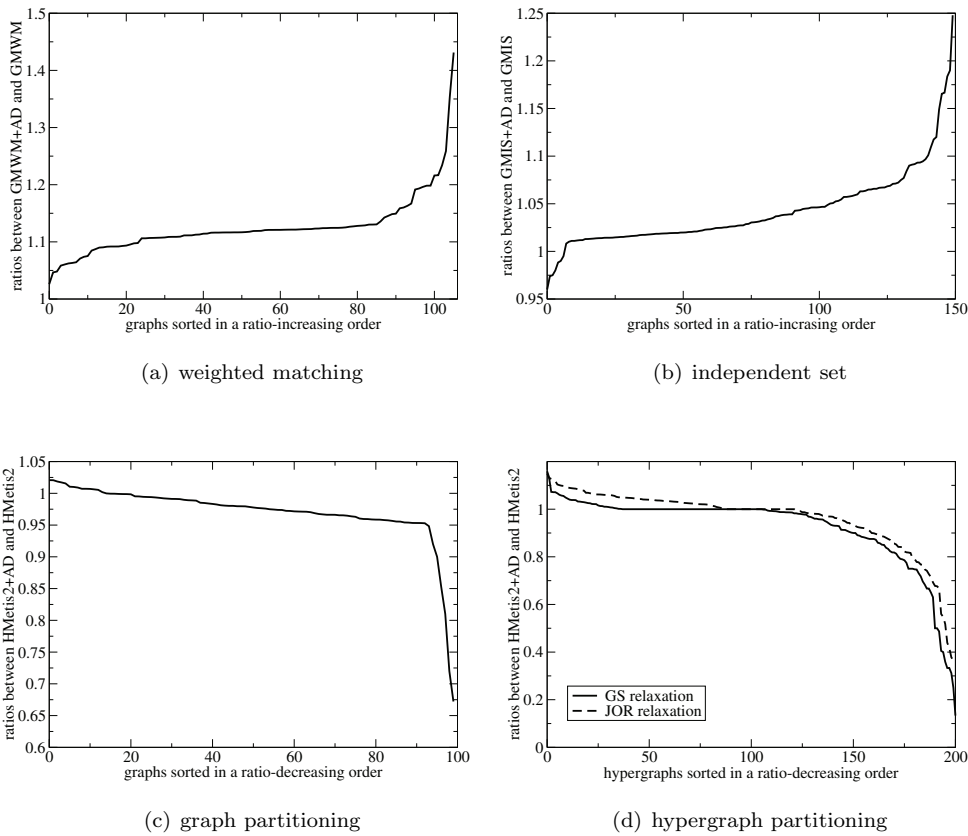 ratios between GMWM+AD and GMWM
1.5
1.4
1.3
1.2
1.1
1
0 20 40 60 80 100
graphs sorted in a ratio-increasing order
(a) weighted matching
ratios between GMIS+AD and GMIS
1.25
1.2
1.15
1.1
1.05
1
0.95
0 50 100 150
graphs sorted in a ratio-incrasing order
(b) independent set
ratios between HMetis2+AD and HMetis2
1.05
1
0.95
0.9
0.85
0.8
0.75
0.7
0.65
0.6
0 20 40 60 80 100
graphs sorted in a ratio-decreasing order
(c) graph partitioning
ratios between HMetis2+AD and HMetis2
1
0.8
0.6
0.4
0.2
0
GS relaxation
JOR relaxation
0 50 100 150 200
hypergraphs sorted in a ratio-decreasing order
(d) hypergraph partitioning